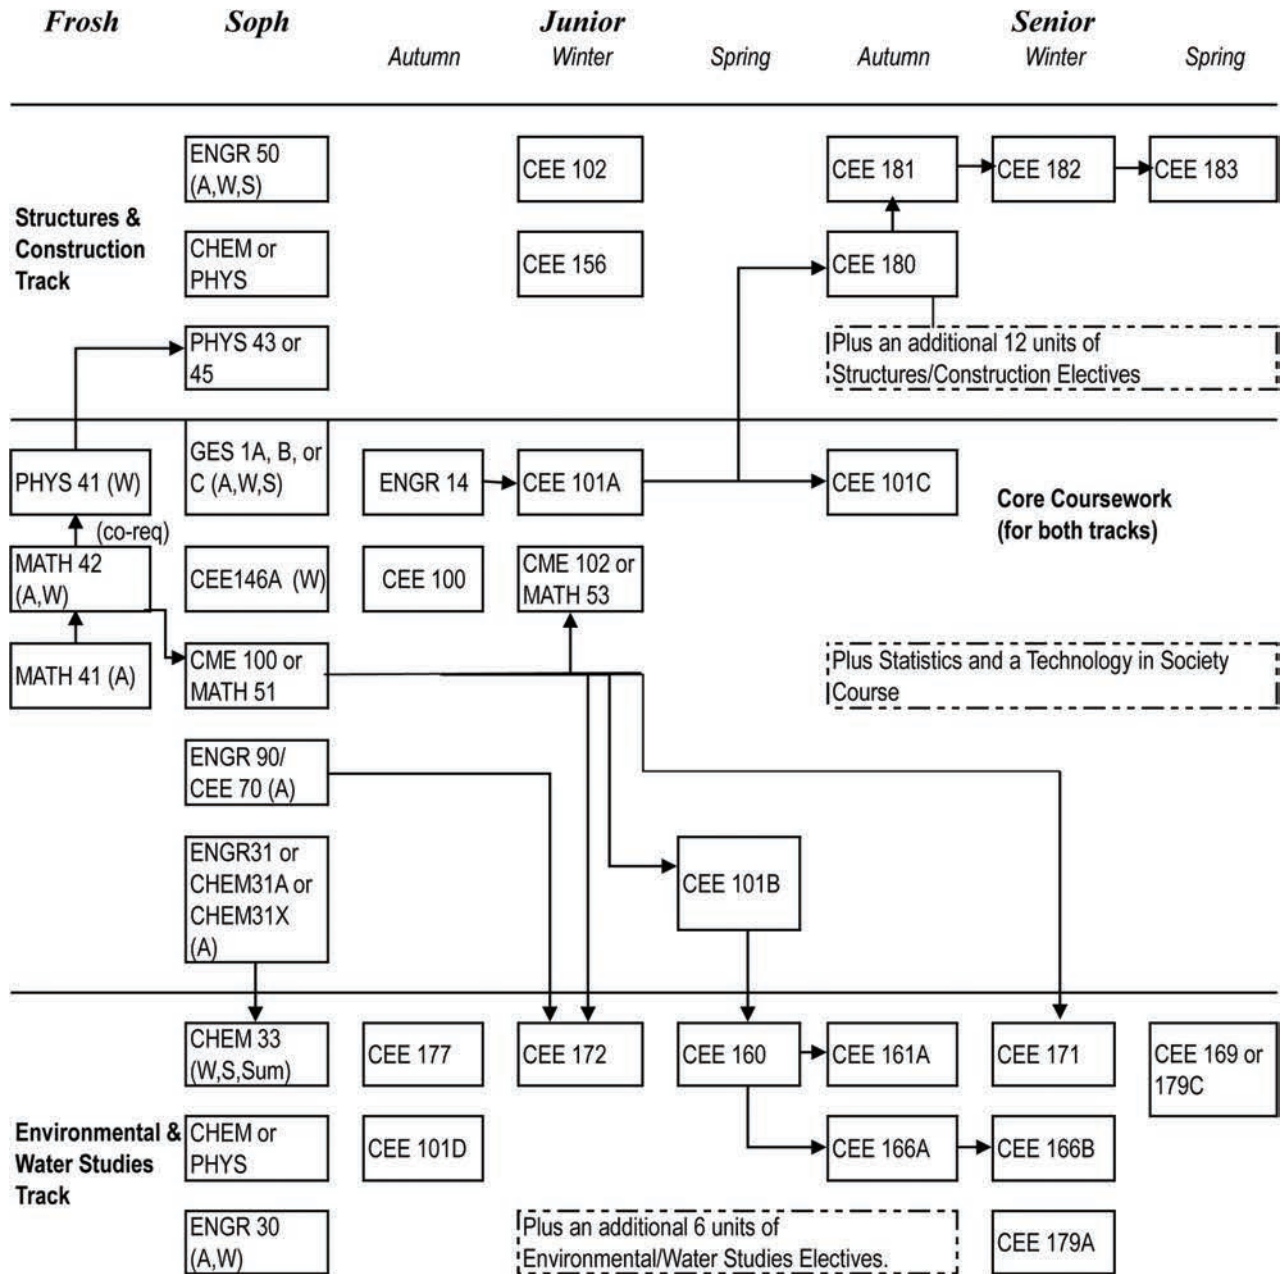 Frosh
Soph
Junior
Senior
Autumn
Winter
Spring
Autumn
Winter
Spring
Structures &
Construction
Track
ENGR 50
(A,W,S)
CEE 102
CEE 181
CEE 182
CEE 183
CHEM or
PHYS
CEE 156
CEE 180
PHYS 43 or
45
Plus an additional 12 units of
Structures/Construction Electives
PHYS 41 (W)
GES 1A, B, or
C (A,W,S)
ENGR 14
CEE 101A
CEE 101C
Core Coursework
(for both tracks)
(co-req)
MATH 42
(A,W)
CEE146A (W)
CEE 100
CME 102 or
MATH 53
MATH 41 (A)
CME 100 or
MATH 51
Plus Statistics and a Technology in Society
Course
ENGR 90/
CEE 70 (A)
ENGR31 or
CHEM31A or
CHEM31X
(A)
CEE 101B
CHEM 33
(W,S,Sum)
CEE 177
CEE 172
CEE 160
CEE 161A
CEE 171
CEE 169 or
179C
Environmental &
Water Studies
Track
CHEM or
PHYS
CEE 101D
CEE 166A
CEE 166B
ENGR 30
(A,W)
Plus an additional 6 units of
Environmental/Water Studies Electives.
CEE 179A